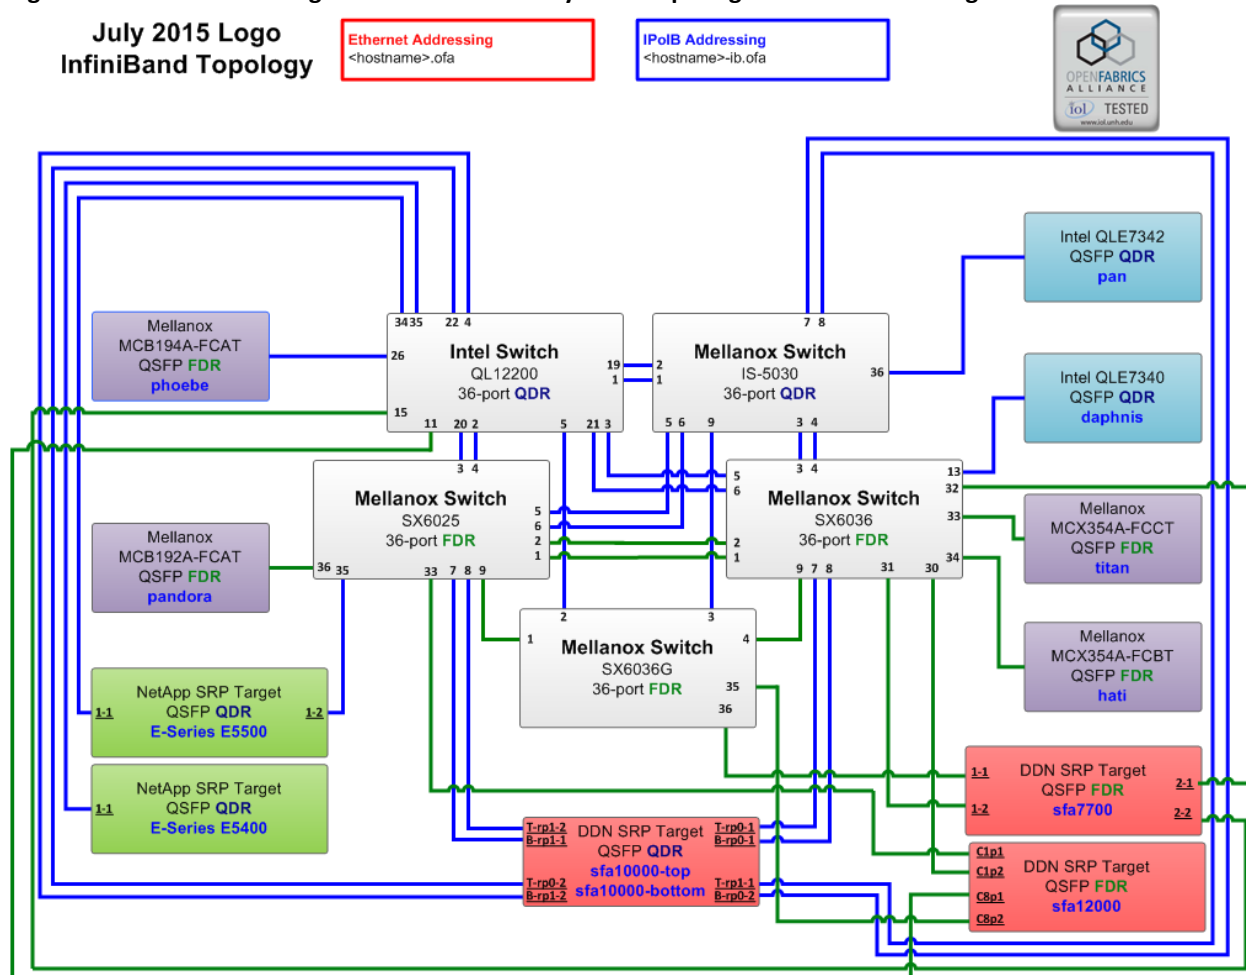 July 2015 Logo
InfiniBand Topology
Ethernet Addressing
<hostname>.ofa
IPoIB Addressing
<hostname>-ib.ofa
OPENFABRICS
ALLIANCE
iol TESTED
www.iol.unh.edu
7 8
Intel QLE7342
QSFP QDR
pan
34 35 22 4
Mellanox
MCB194A-FCAT
QSFP FDR
phoebe
26
Intel Switch
QL12200
36-port QDR
19
1
15
11 20 2 5 21 3
2
1
Mellanox Switch
IS-5030
36-port QDR
36
5 6 9 3 4
Intel QLE7340
QSFP QDR
daphnis
3 4
Mellanox Switch
SX6025
36-port FDR
5
6
2
1
36 35 33 7 8 9
3 4
5
6
2
1
Mellanox Switch
SX6036
36-port FDR
13
32
33
34
9 7 8 31 30
Mellanox
MCX354A-FCCT
QSFP FDR
titan
Mellanox
MCB192A-FCAT
QSFP FDR
pandora
2 3
1
Mellanox Switch
SX6036G
36-port FDR
4
35
36
Mellanox
MCX354A-FCBT
QSFP FDR
hati
NetApp SRP Target
QSFP QDR
E-Series E5500
1-1
1-2
NetApp SRP Target
QSFP QDR
E-Series E5400
1-1
T-rp1-2
B-rp1-1
DDN SRP Target
QSFP QDR
sfa10000-top
sfa10000-bottom
T-rp0-1
B-rp0-1
T-rp0-2
B-rp1-2
T-rp1-1
B-rp0-2
1-1
1-2
DDN SRP Target
QSFP FDR
sfa7700
2-1
2-2
C1p1
C1p2
C8p1
C8p2
DDN SRP Target
QSFP FDR
sfa12000